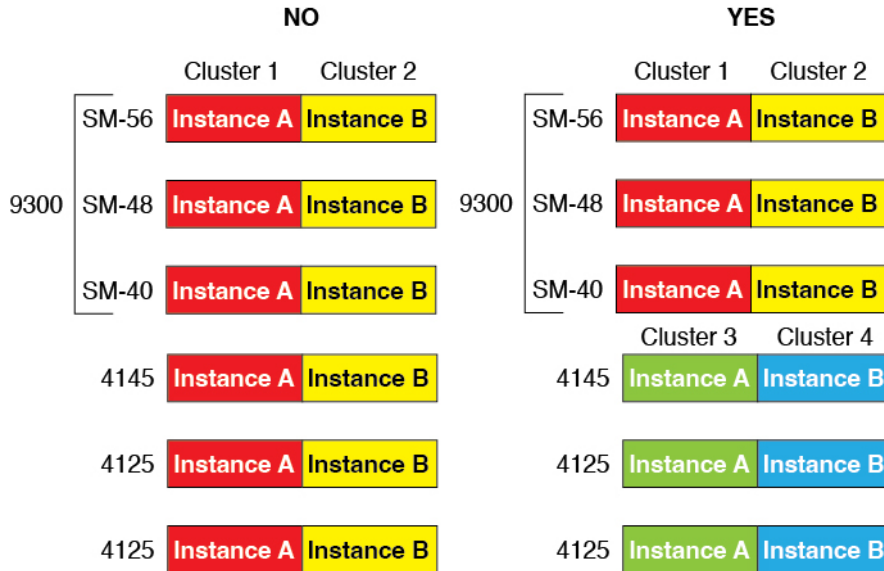 NO YES
Cluster 1 Cluster 2 Cluster 1 Cluster 2
SM-56 Instance A Instance B SM-56 Instance A Instance B
9300 SM-48 Instance A Instance B 9300 SM-48 Instance A Instance B
SM-40 Instance A Instance B SM-40 Instance A Instance B
Cluster 3 Cluster 4
4145 Instance A Instance B 4145 Instance A Instance B
4125 Instance A Instance B 4125 Instance A Instance B
4125 Instance A Instance B 4125 Instance A Instance B